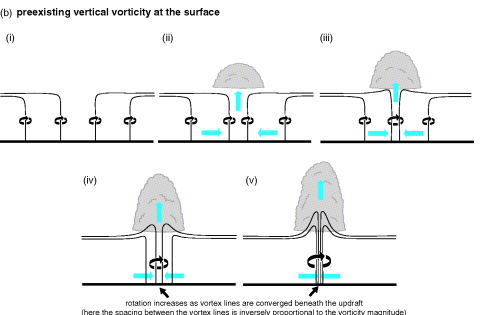 (b) preexisting vertical vorticity at the surface
(i)
(ii)
(iii)
(iv)
(v)
rotation increases as vortex lines are converged beneath the updraft
(here the spacing between the vortex lines is inversely proportional to the vorticity magnitude)